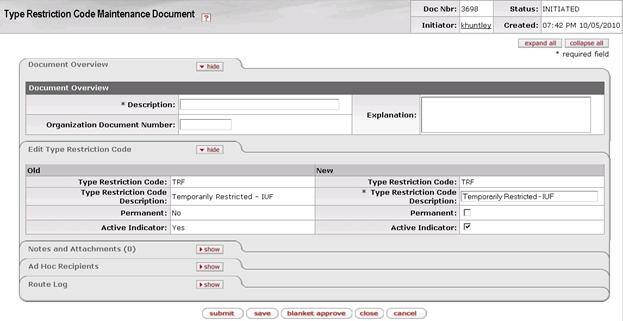 Type Restriction Code Maintenance Document ?
Doc Nbr: 3698 Status: INITIATED
Initiator: khuntley Created: 07:42 PM 10/05/2010
expand all collapse all
* required field
Document Overview hide
Document Overview
* Description: Explanation:
Organization Document Number:
Edit Type Restriction Code hide
Old New
Type Restriction Code: TRF Type Restriction Code: TRF
Type Restriction Code Description: Temporarily Restricted - IUF * Type Restriction Code Description: Temporarily Restricted - IUF
Permanent: No Permanent:
Active Indicator: Yes Active Indicator:
Notes and Attachments (0) show
Ad Hoc Recipients show
Route Log show
submit save blanket approve close cancel